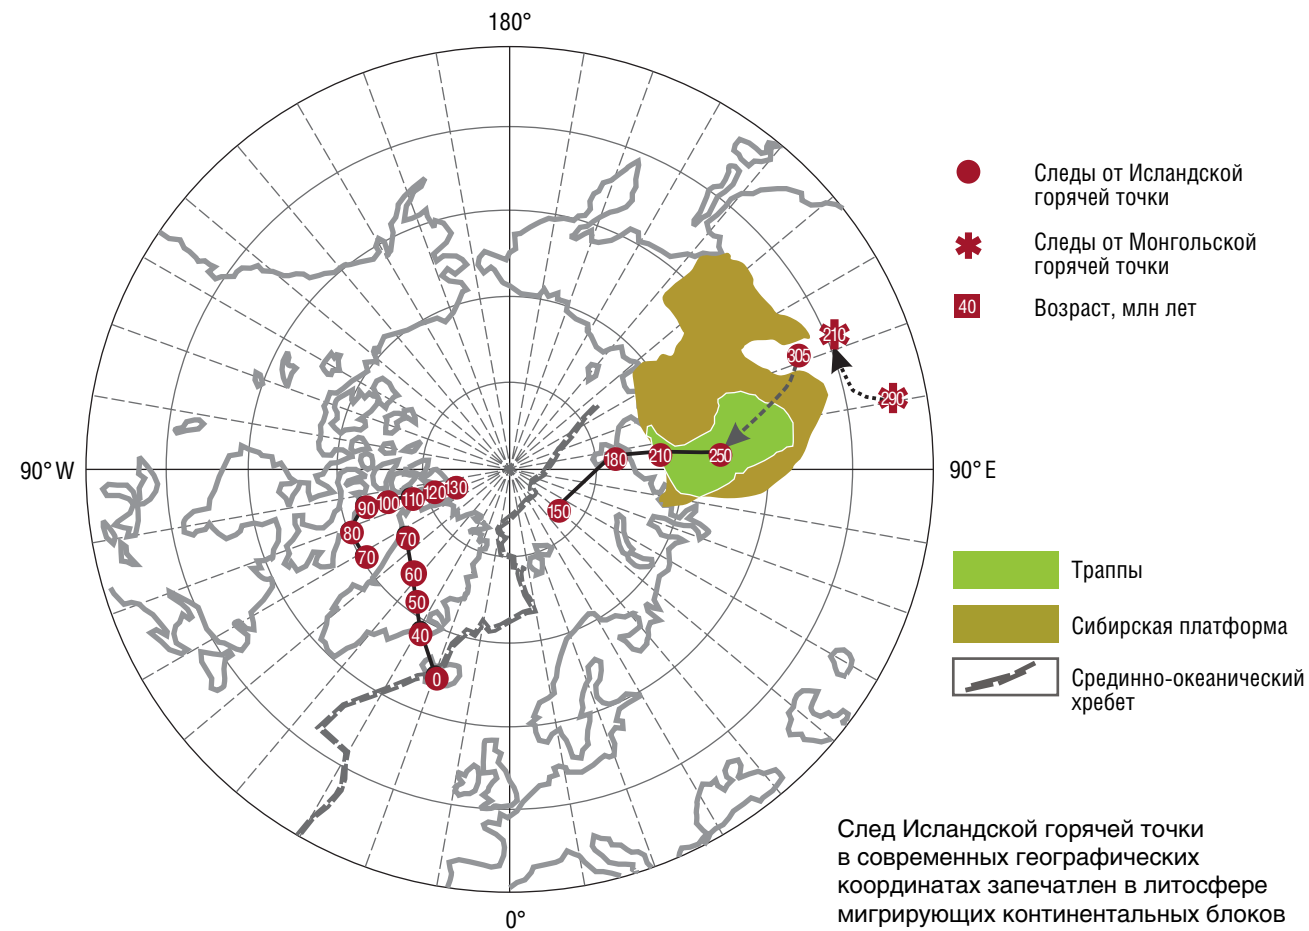 180°
90° W
90° E
0°
305
210
290
180
210
250
150
130
120
110
100
90
80
70
70
60
50
40
0
Следы от Исландской
горячей точки
Следы от Монгольской
горячей точки
40
Возраст, млн лет
Траппы
Сибирская платформа
Срединно-океанический
хребет
След Исландской горячей точки
в современных географических
координатах запечатлен в литосфере
мигрирующих континентальных блоков